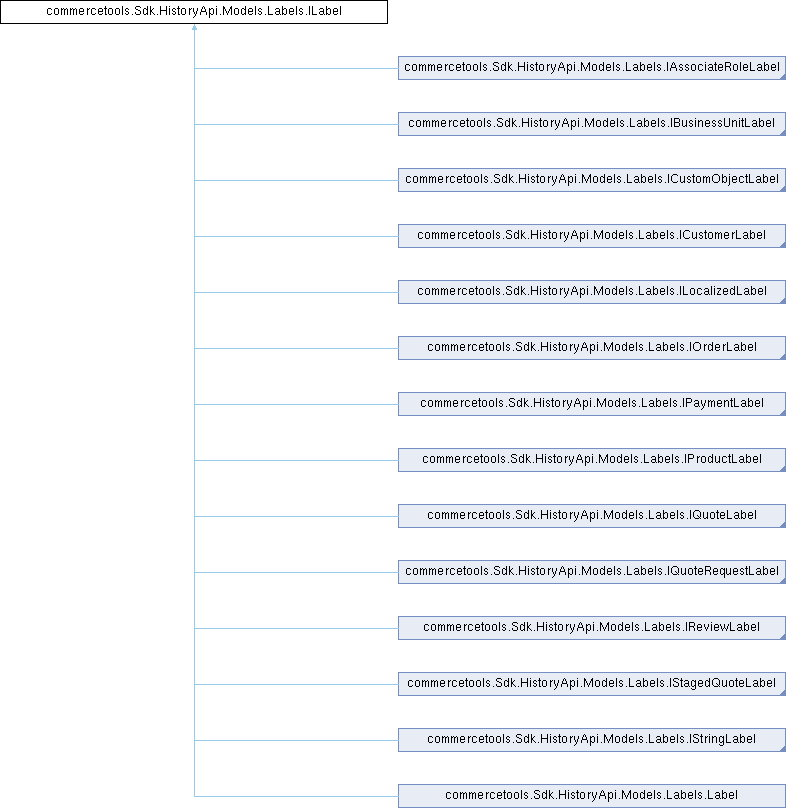 commercetools.Sdk.HistoryApi.Models.Labels.ILabel
commercetools.Sdk.HistoryApi.Models.Labels.IAssociateRoleLabel
commercetools.Sdk.HistoryApi.Models.Labels.IBusinessUnitLabel
commercetools.Sdk.HistoryApi.Models.Labels.ICustomObjectLabel
commercetools.Sdk.HistoryApi.Models.Labels.ICustomerLabel
commercetools.Sdk.HistoryApi.Models.Labels.ILocalizedLabel
commercetools.Sdk.HistoryApi.Models.Labels.IOrderLabel
commercetools.Sdk.HistoryApi.Models.Labels.IPaymentLabel
commercetools.Sdk.HistoryApi.Models.Labels.IProductLabel
commercetools.Sdk.HistoryApi.Models.Labels.IQuoteLabel
commercetools.Sdk.HistoryApi.Models.Labels.IQuoteRequestLabel
commercetools.Sdk.HistoryApi.Models.Labels.IReviewLabel
commercetools.Sdk.HistoryApi.Models.Labels.IStagedQuoteLabel
commercetools.Sdk.HistoryApi.Models.Labels.IStringLabel
commercetools.Sdk.HistoryApi.Models.Labels.Label